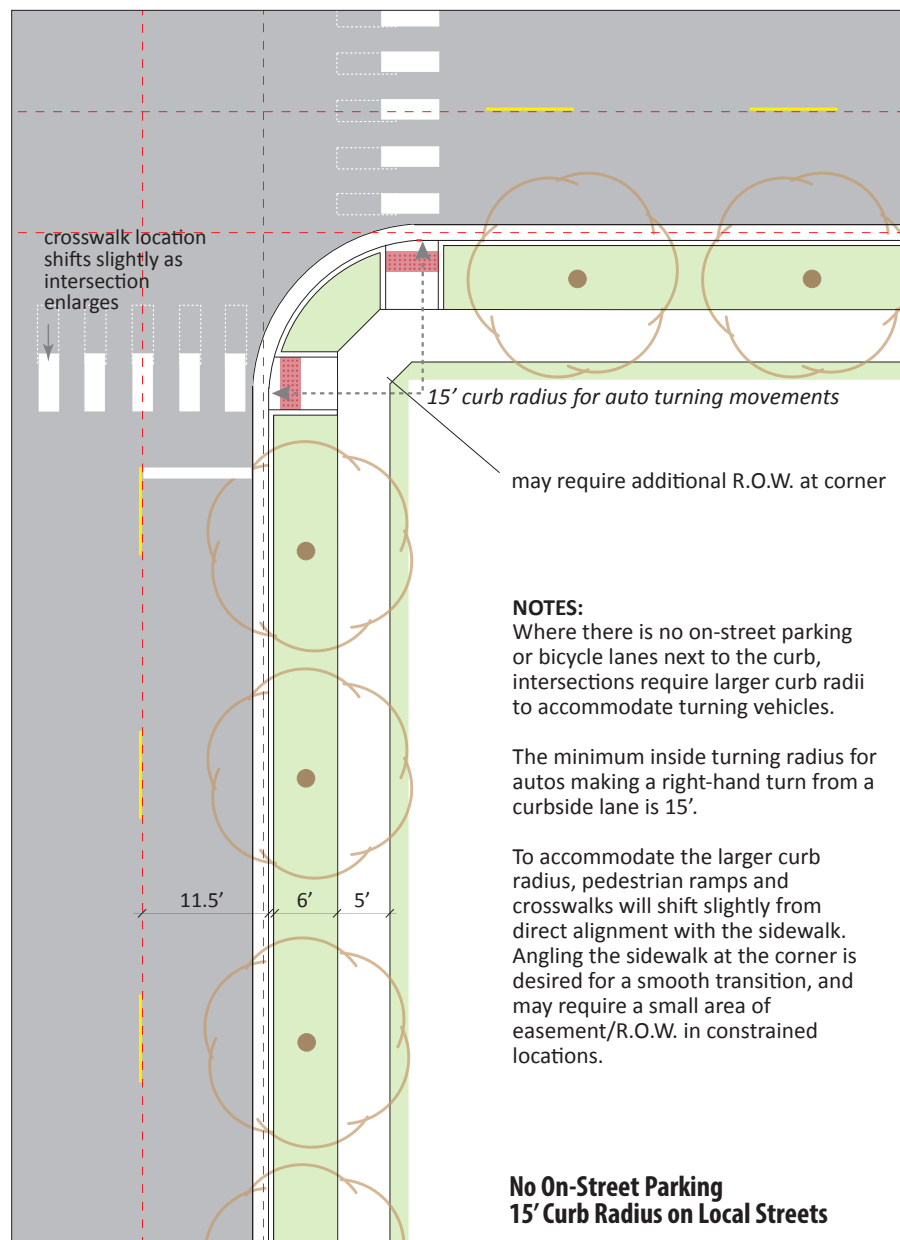 crosswalk location
shifts slightly as
intersection
enlarges
15’ curb radius for auto turning movements
may require additional R.O.W. at corner
NOTES:
Where there is no on-street parking
or bicycle lanes next to the curb,
intersections require larger curb radii
to accommodate turning vehicles.
The minimum inside turning radius for
autos making a right-hand turn from a
curbside lane is 15’.
To accommodate the larger curb
radius, pedestrian ramps and
crosswalks will shift slightly from
direct alignment with the sidewalk.
Angling the sidewalk at the corner is
desired for a smooth transition, and
may require a small area of
easement/R.O.W. in constrained
locations.
11.5’ 6’ 5’
No On-Street Parking
15’ Curb Radius on Local Streets